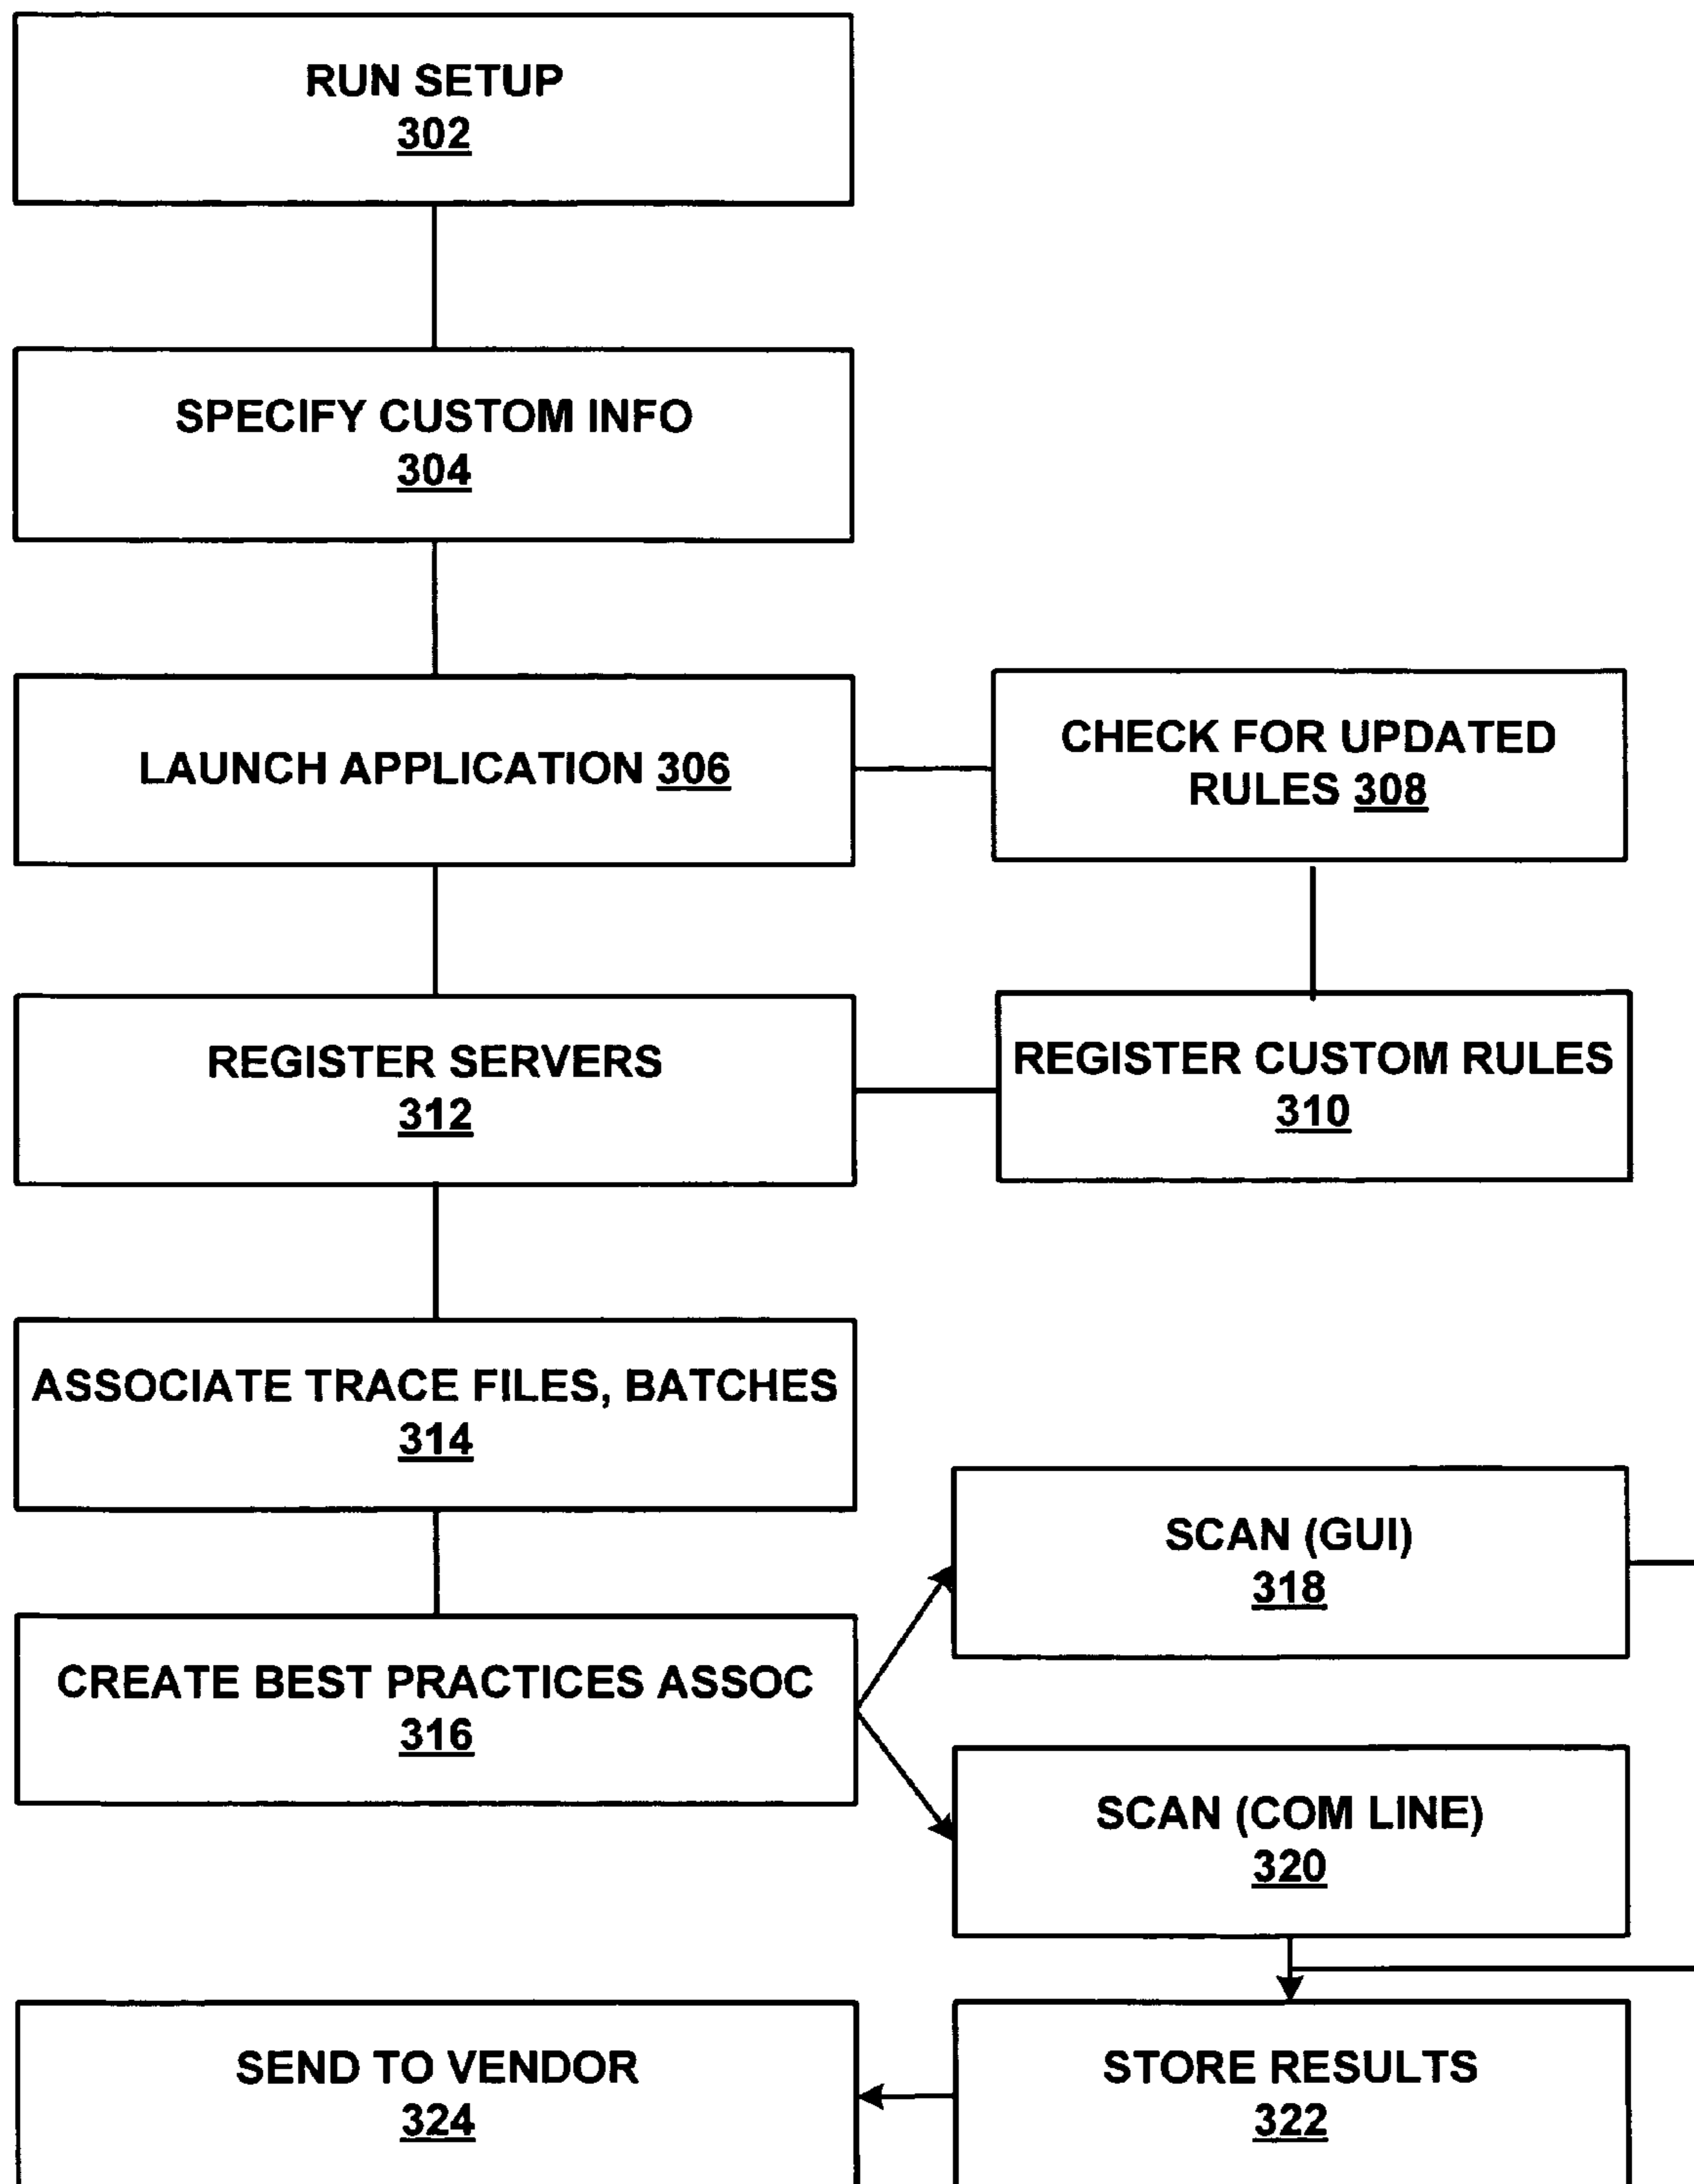 RUN SETUP
302
SPECIFY CUSTOM INFO
304
LAUNCH APPLICATION 306
CHECK FOR UPDATED
RULES 308
REGISTER SERVERS
312
REGISTER CUSTOM RULES
310
ASSOCIATE TRACE FILES, BATCHES
314
SCAN (GUI)
318
CREATE BEST PRACTICES ASSOC
316
SCAN (COM LINE)
320
SEND TO VENDOR
324
STORE RESULTS
322